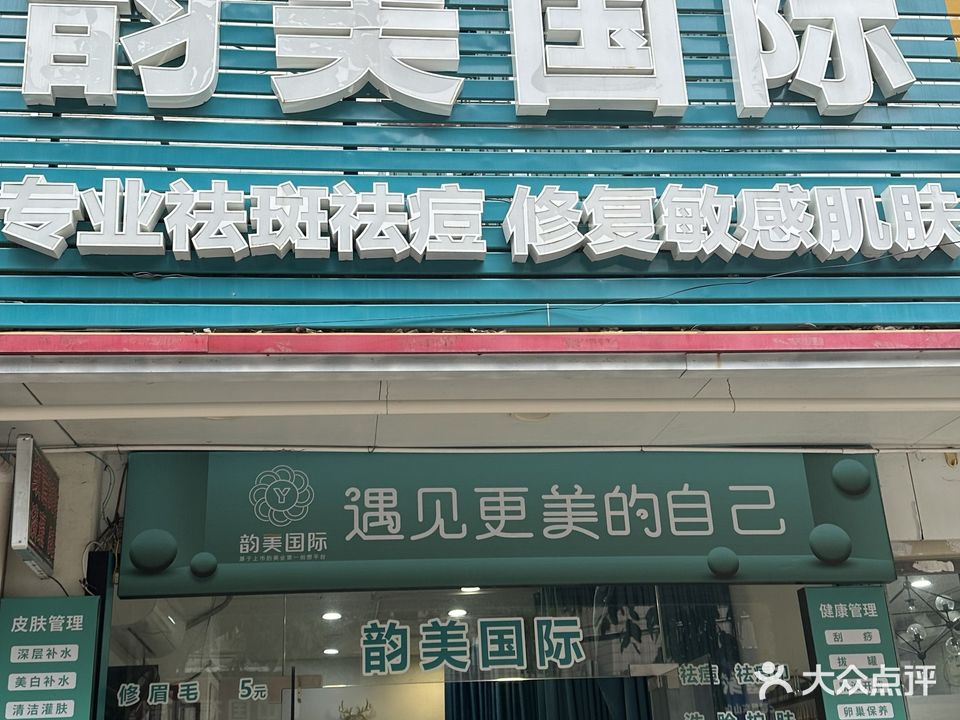 韵美国际
专业祛斑祛痘 修复敏感肌肤
韵美国际
遇见更美的自己
皮肤管理
深层补水
美白补水
清洁灌肤
韵美国际
修眉毛 5元
祛痘
健康管理
刮痧
拔罐
卵巢保养
大众点评